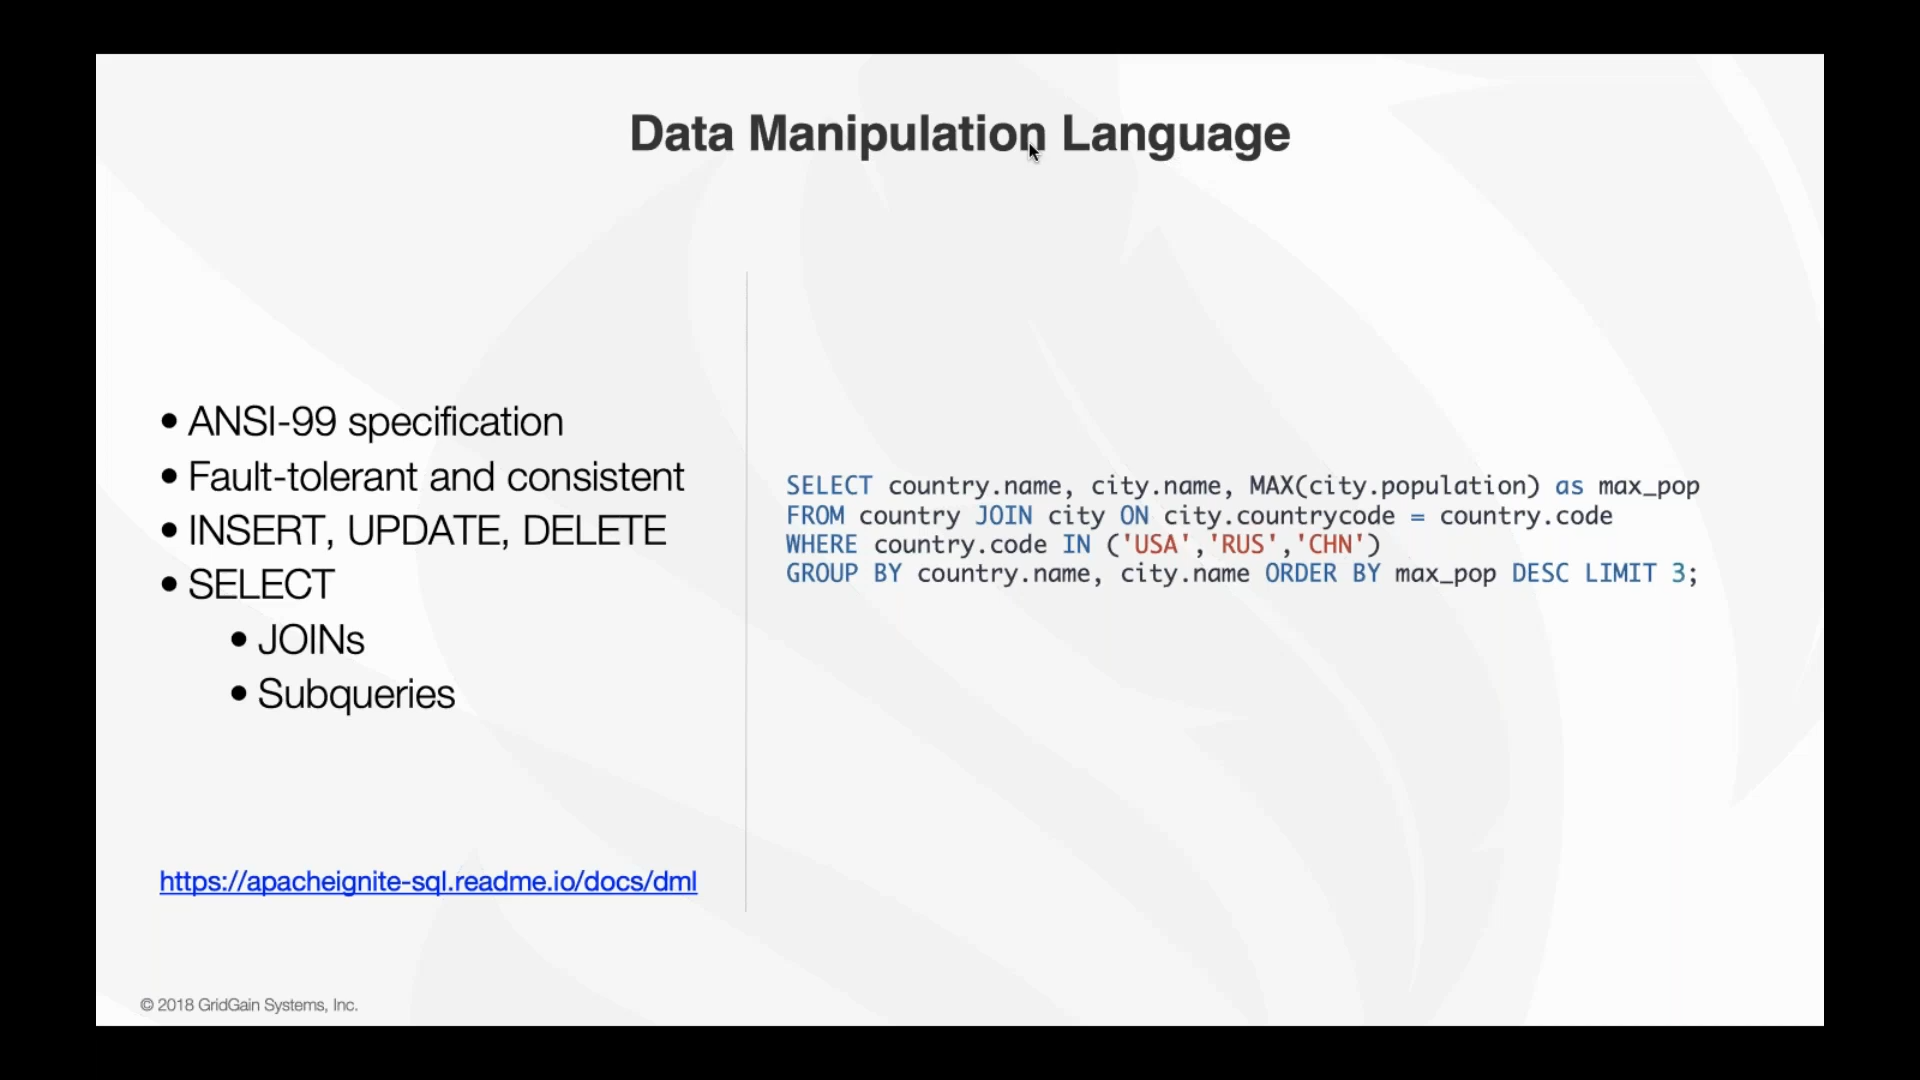 Data Manipulation Language
• ANSI-99 specification
• Fault-tolerant and consistent
• INSERT, UPDATE, DELETE
• SELECT
• JOINs
• Subqueries
https://apacheignite-sql.readme.io/docs/dml
SELECT country.name, city.name, MAX(city.population) as max_pop
FROM country JOIN city ON city.countrycode = country.code
WHERE country.code IN ('USA','RUS','CHN')
GROUP BY country.name, city.name ORDER BY max_pop DESC LIMIT 3;
© 2018 GridGain Systems, Inc.